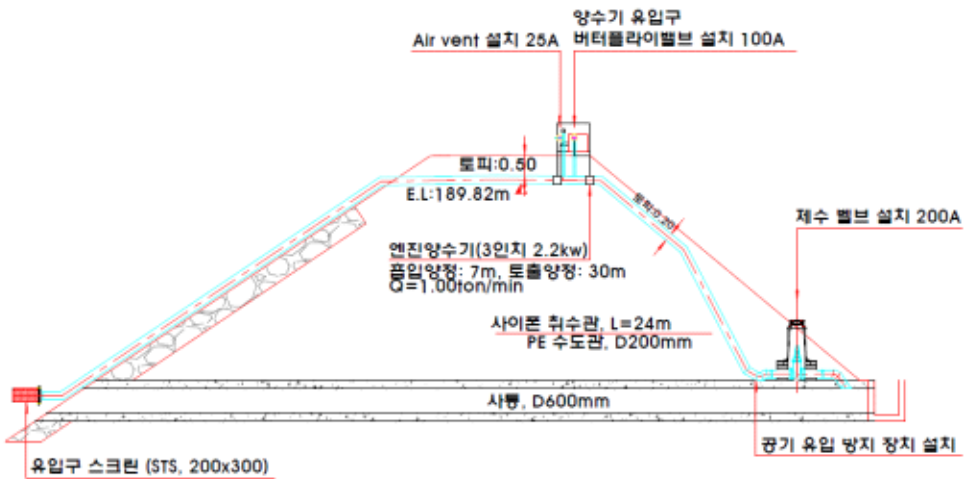 양수기 유입구
Air vent 설치 25A
버터플라이밸브 설치 100A
토피:0.50
E.L:189.82m
토피:0.20
제수 벨브 설치 200A
엔진양수기(3인치 2.2kw)
흡입양정: 7m, 토출양정: 30m
Q=1.00ton/min
사이폰 취수관, L=24m
PE 수도관, D200mm
사통, D600mm
공기 유입 방지 장치 설치
유입구 스크린 (STS, 200x300)